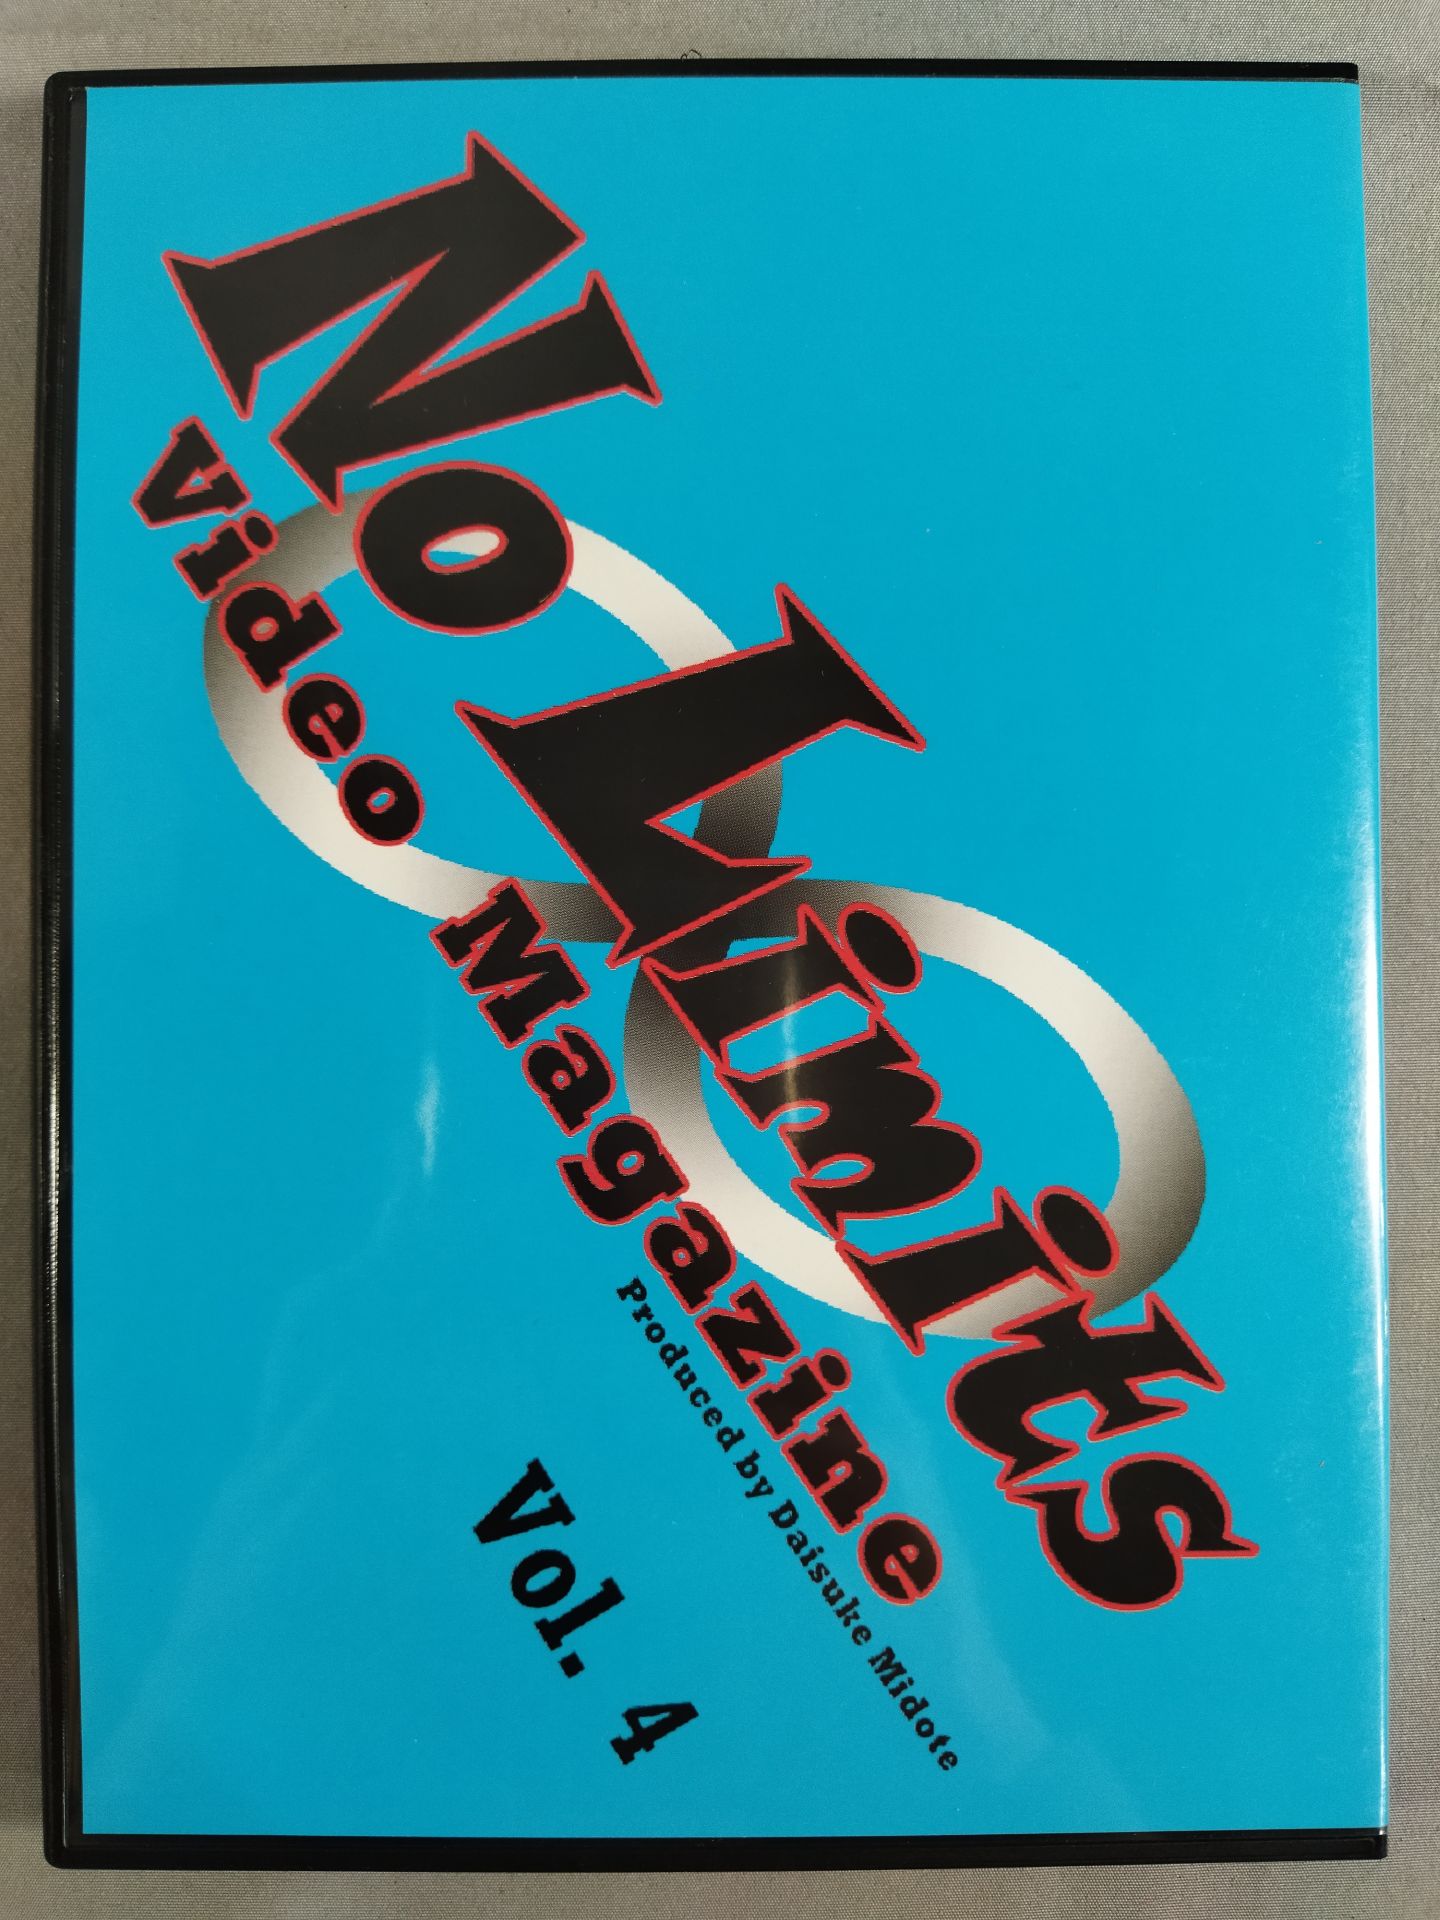 No Limits
Video Magazine
Produced by Daisuke Midote
Vol. 4